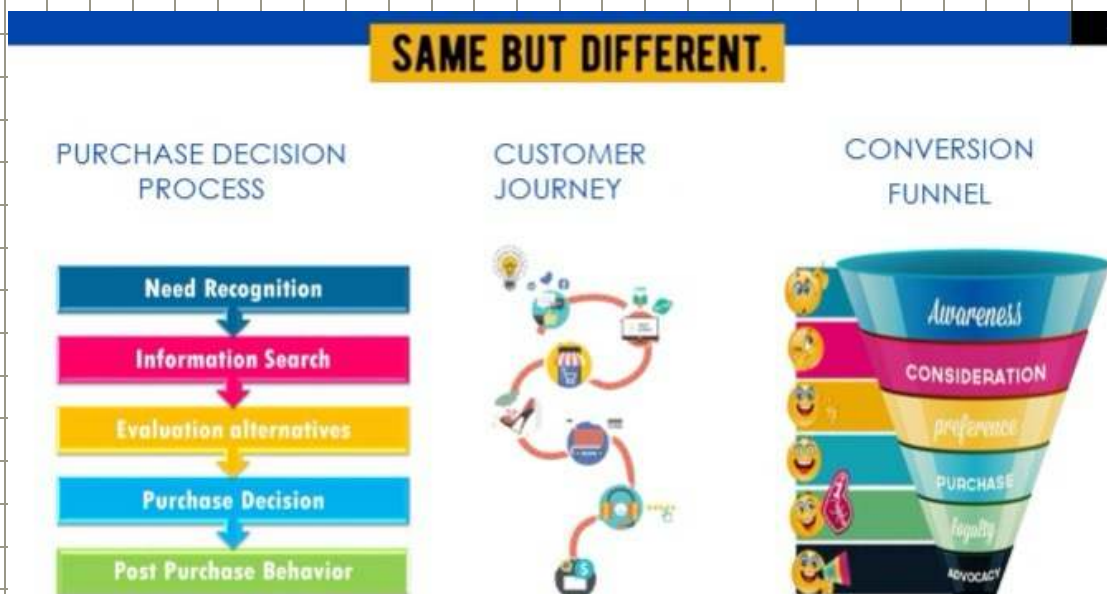 SAME BUT DIFFERENT.
PURCHASE DECISION
PROCESS
Need Recognition
Information Search
Evaluation alternatives
Purchase Decision
Post Purchase Behavior
CUSTOMER
JOURNEY
CONVERSION
FUNNEL
Awareness
CONSIDERATION
preference
PURCHASE
loyalty
ADVOCACY